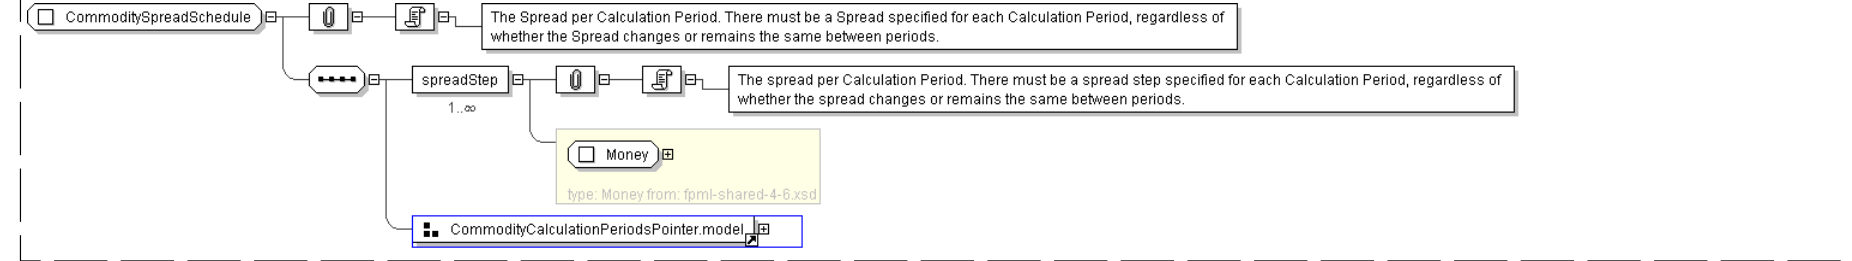 CommoditySpreadSchedule
The Spread per Calculation Period. There must be a Spread specified for each Calculation Period, regardless of
whether the Spread changes or remains the same between periods.
spreadStep
1..∞
The spread per Calculation Period. There must be a spread step specified for each Calculation Period, regardless of
whether the spread changes or remains the same between periods.
Money
type: Money from: fpml-shared-4-6.xsd
CommodityCalculationPeriodsPointer.model